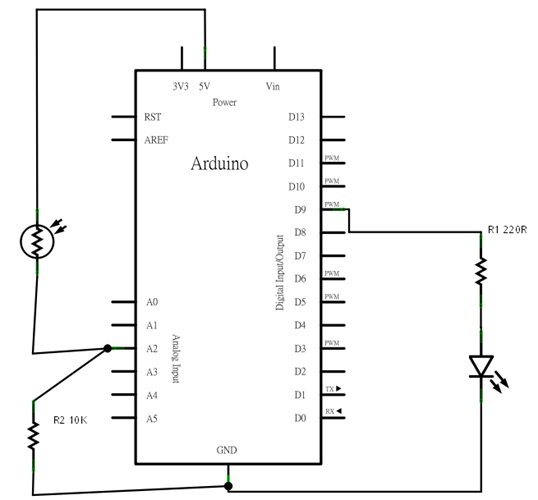 3V3 5V Vin
Power
RST D13
AREF D12
Arduino D11 PWM
D10 PWM
D9 PWM
D8 R1 220R
D7
Digital Input/Output
D6 PWM
A0 D5 PWM
A1 D4
A2 D3 PWM
Analog Input
A3 D2
A4 D1 TX
A5 D0 RX
R2 10K
GND